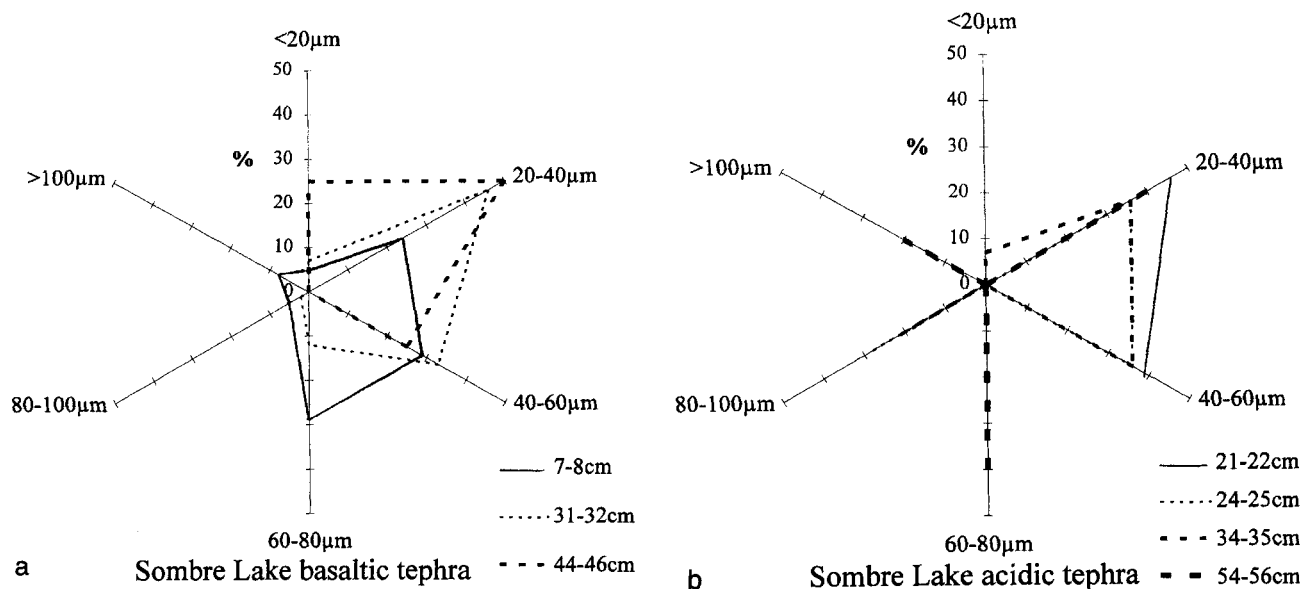 <20µm
50
40
%
30
20
10
0
>100µm
20-40µm
80-100µm
40-60µm
60-80µm
7-8cm
31-32cm
44-46cm
a
Sombre Lake basaltic tephra
<20µm
50
40
%
30
20
10
0
>100µm
20-40µm
80-100µm
40-60µm
60-80µm
21-22cm
24-25cm
34-35cm
54-56cm
b
Sombre Lake acidic tephra